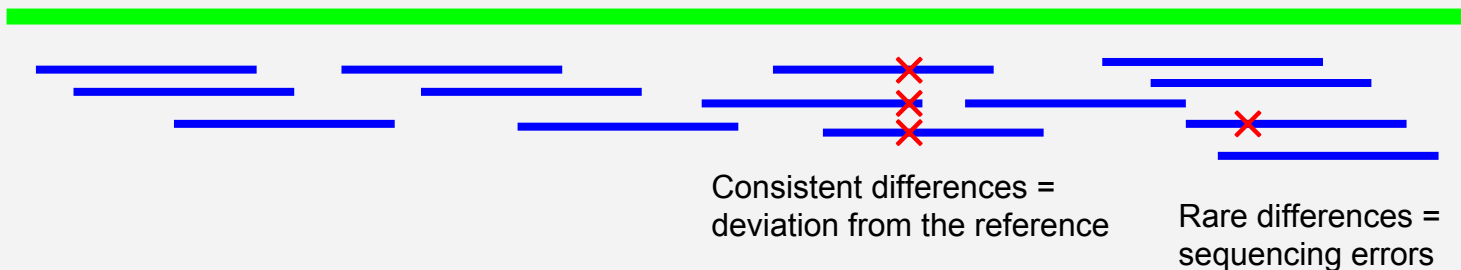 Consistent differences =
deviation from the reference
Rare differences =
sequencing errors